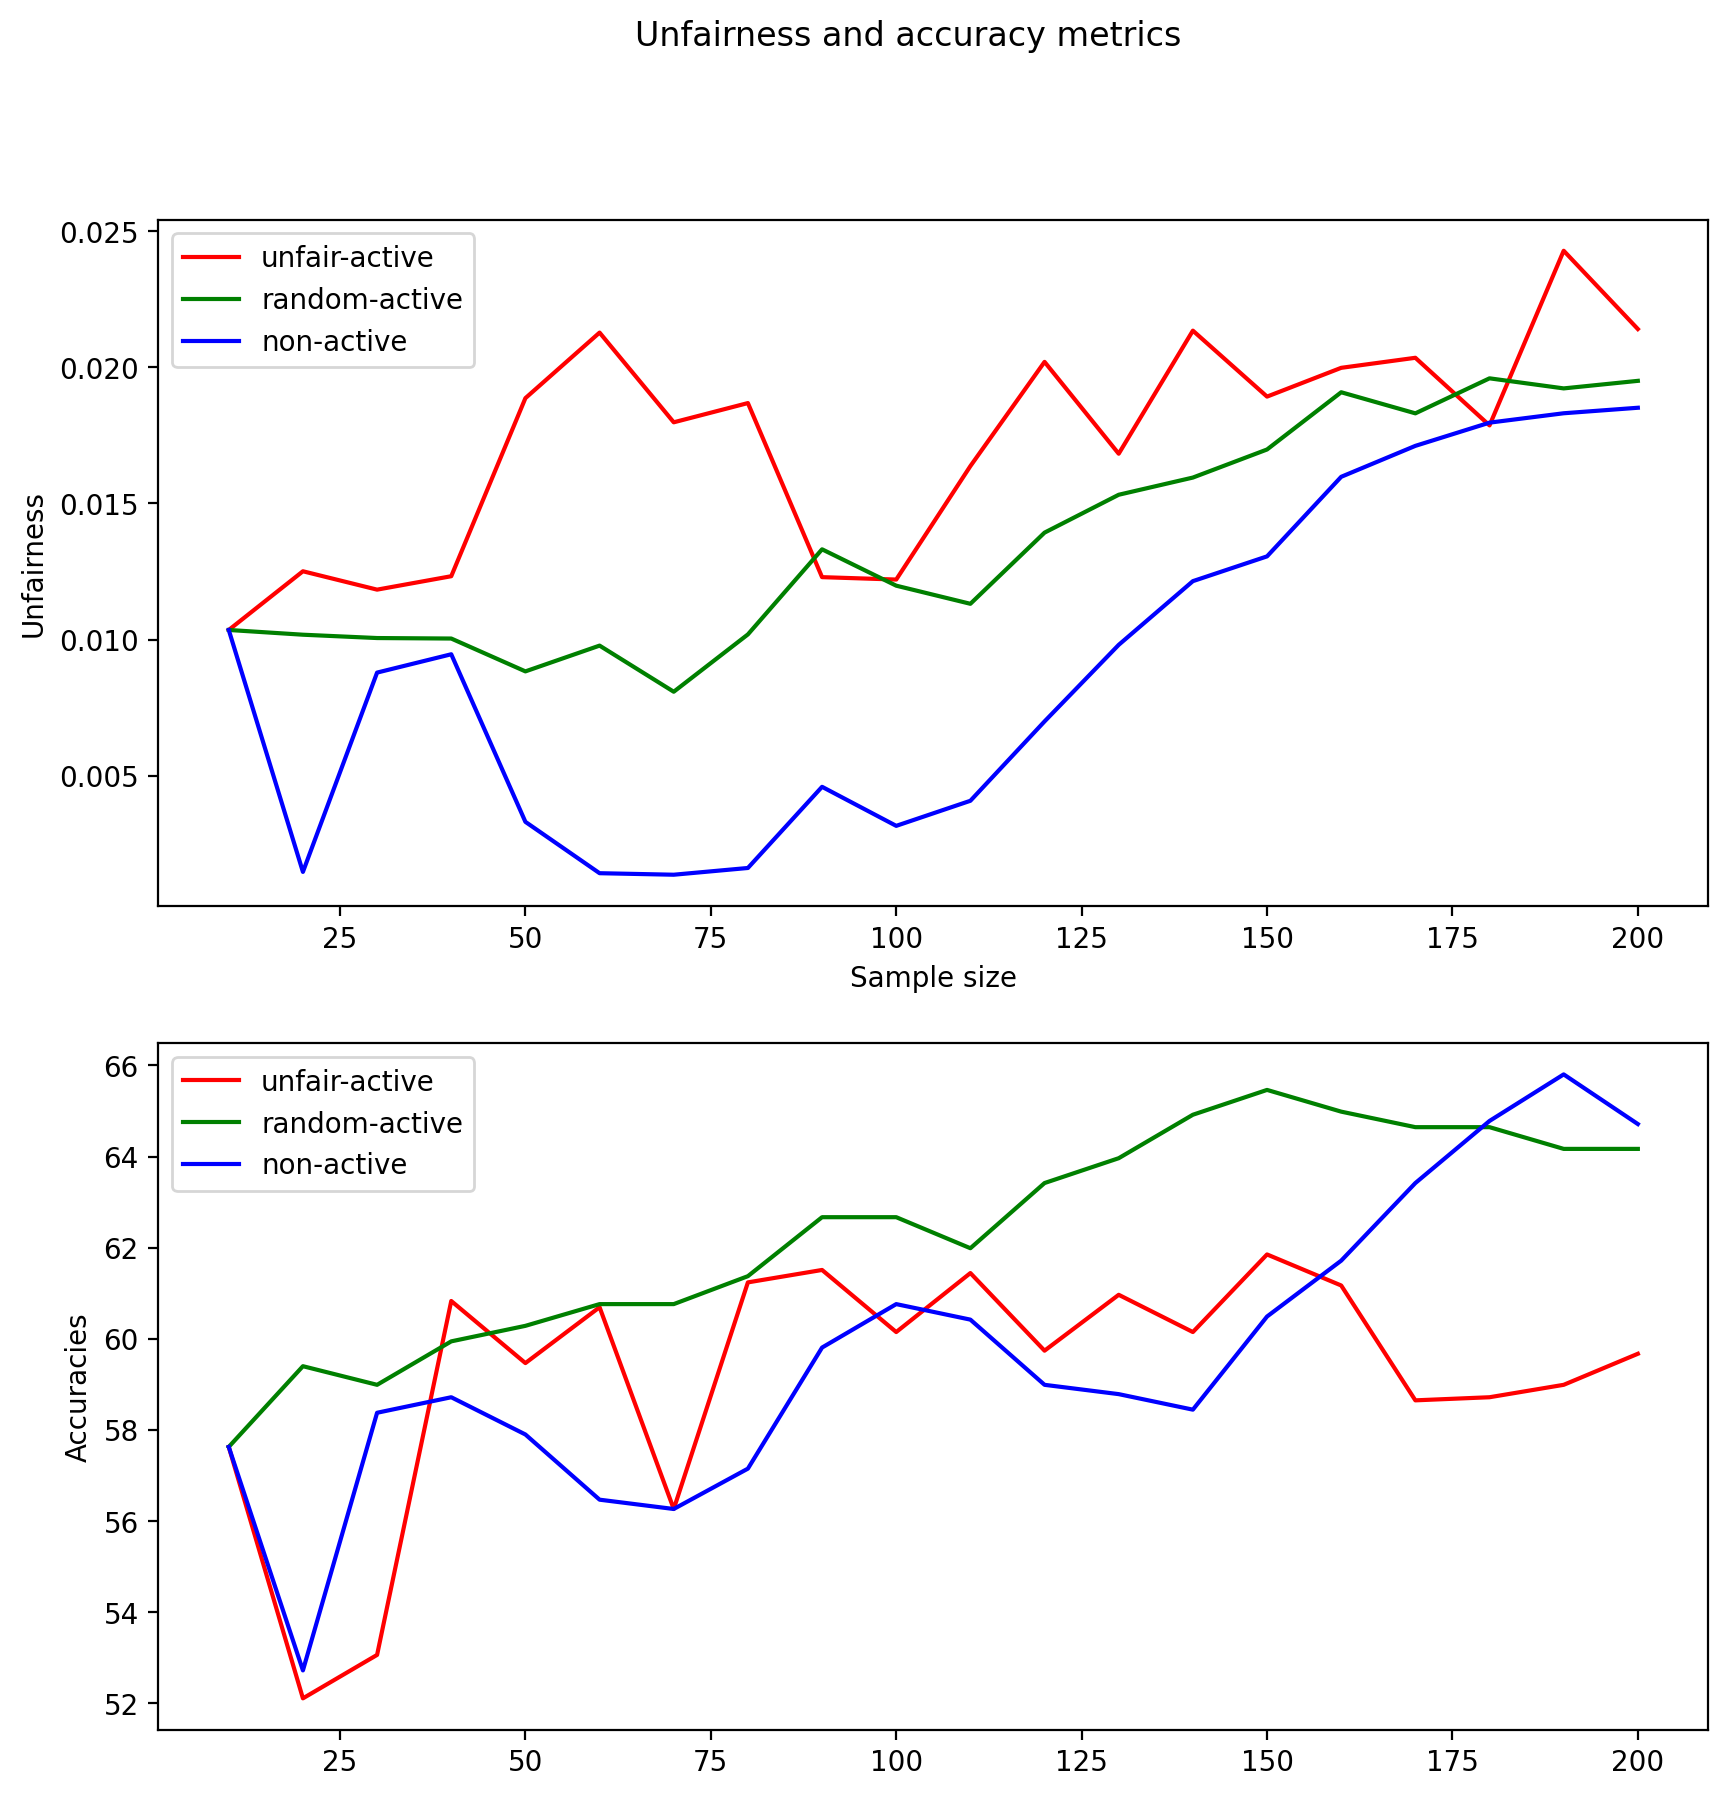 Unfairness and accuracy metrics
0.025
0.020
0.015
0.010
0.005
Unfairness
unfair-active
random-active
non-active
25 50 75 100 125 150 175 200
Sample size
66
64
62
60
58
56
54
52
Accuracies
unfair-active
random-active
non-active
25 50 75 100 125 150 175 200